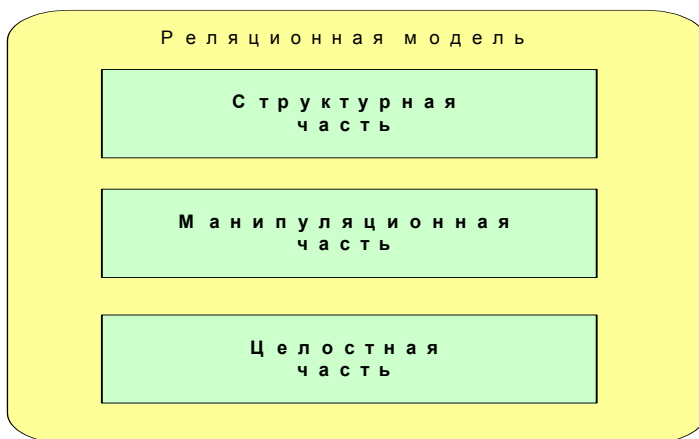 Реляционная модель
Структурная
часть
Манипуляционная
часть
Целостная
часть